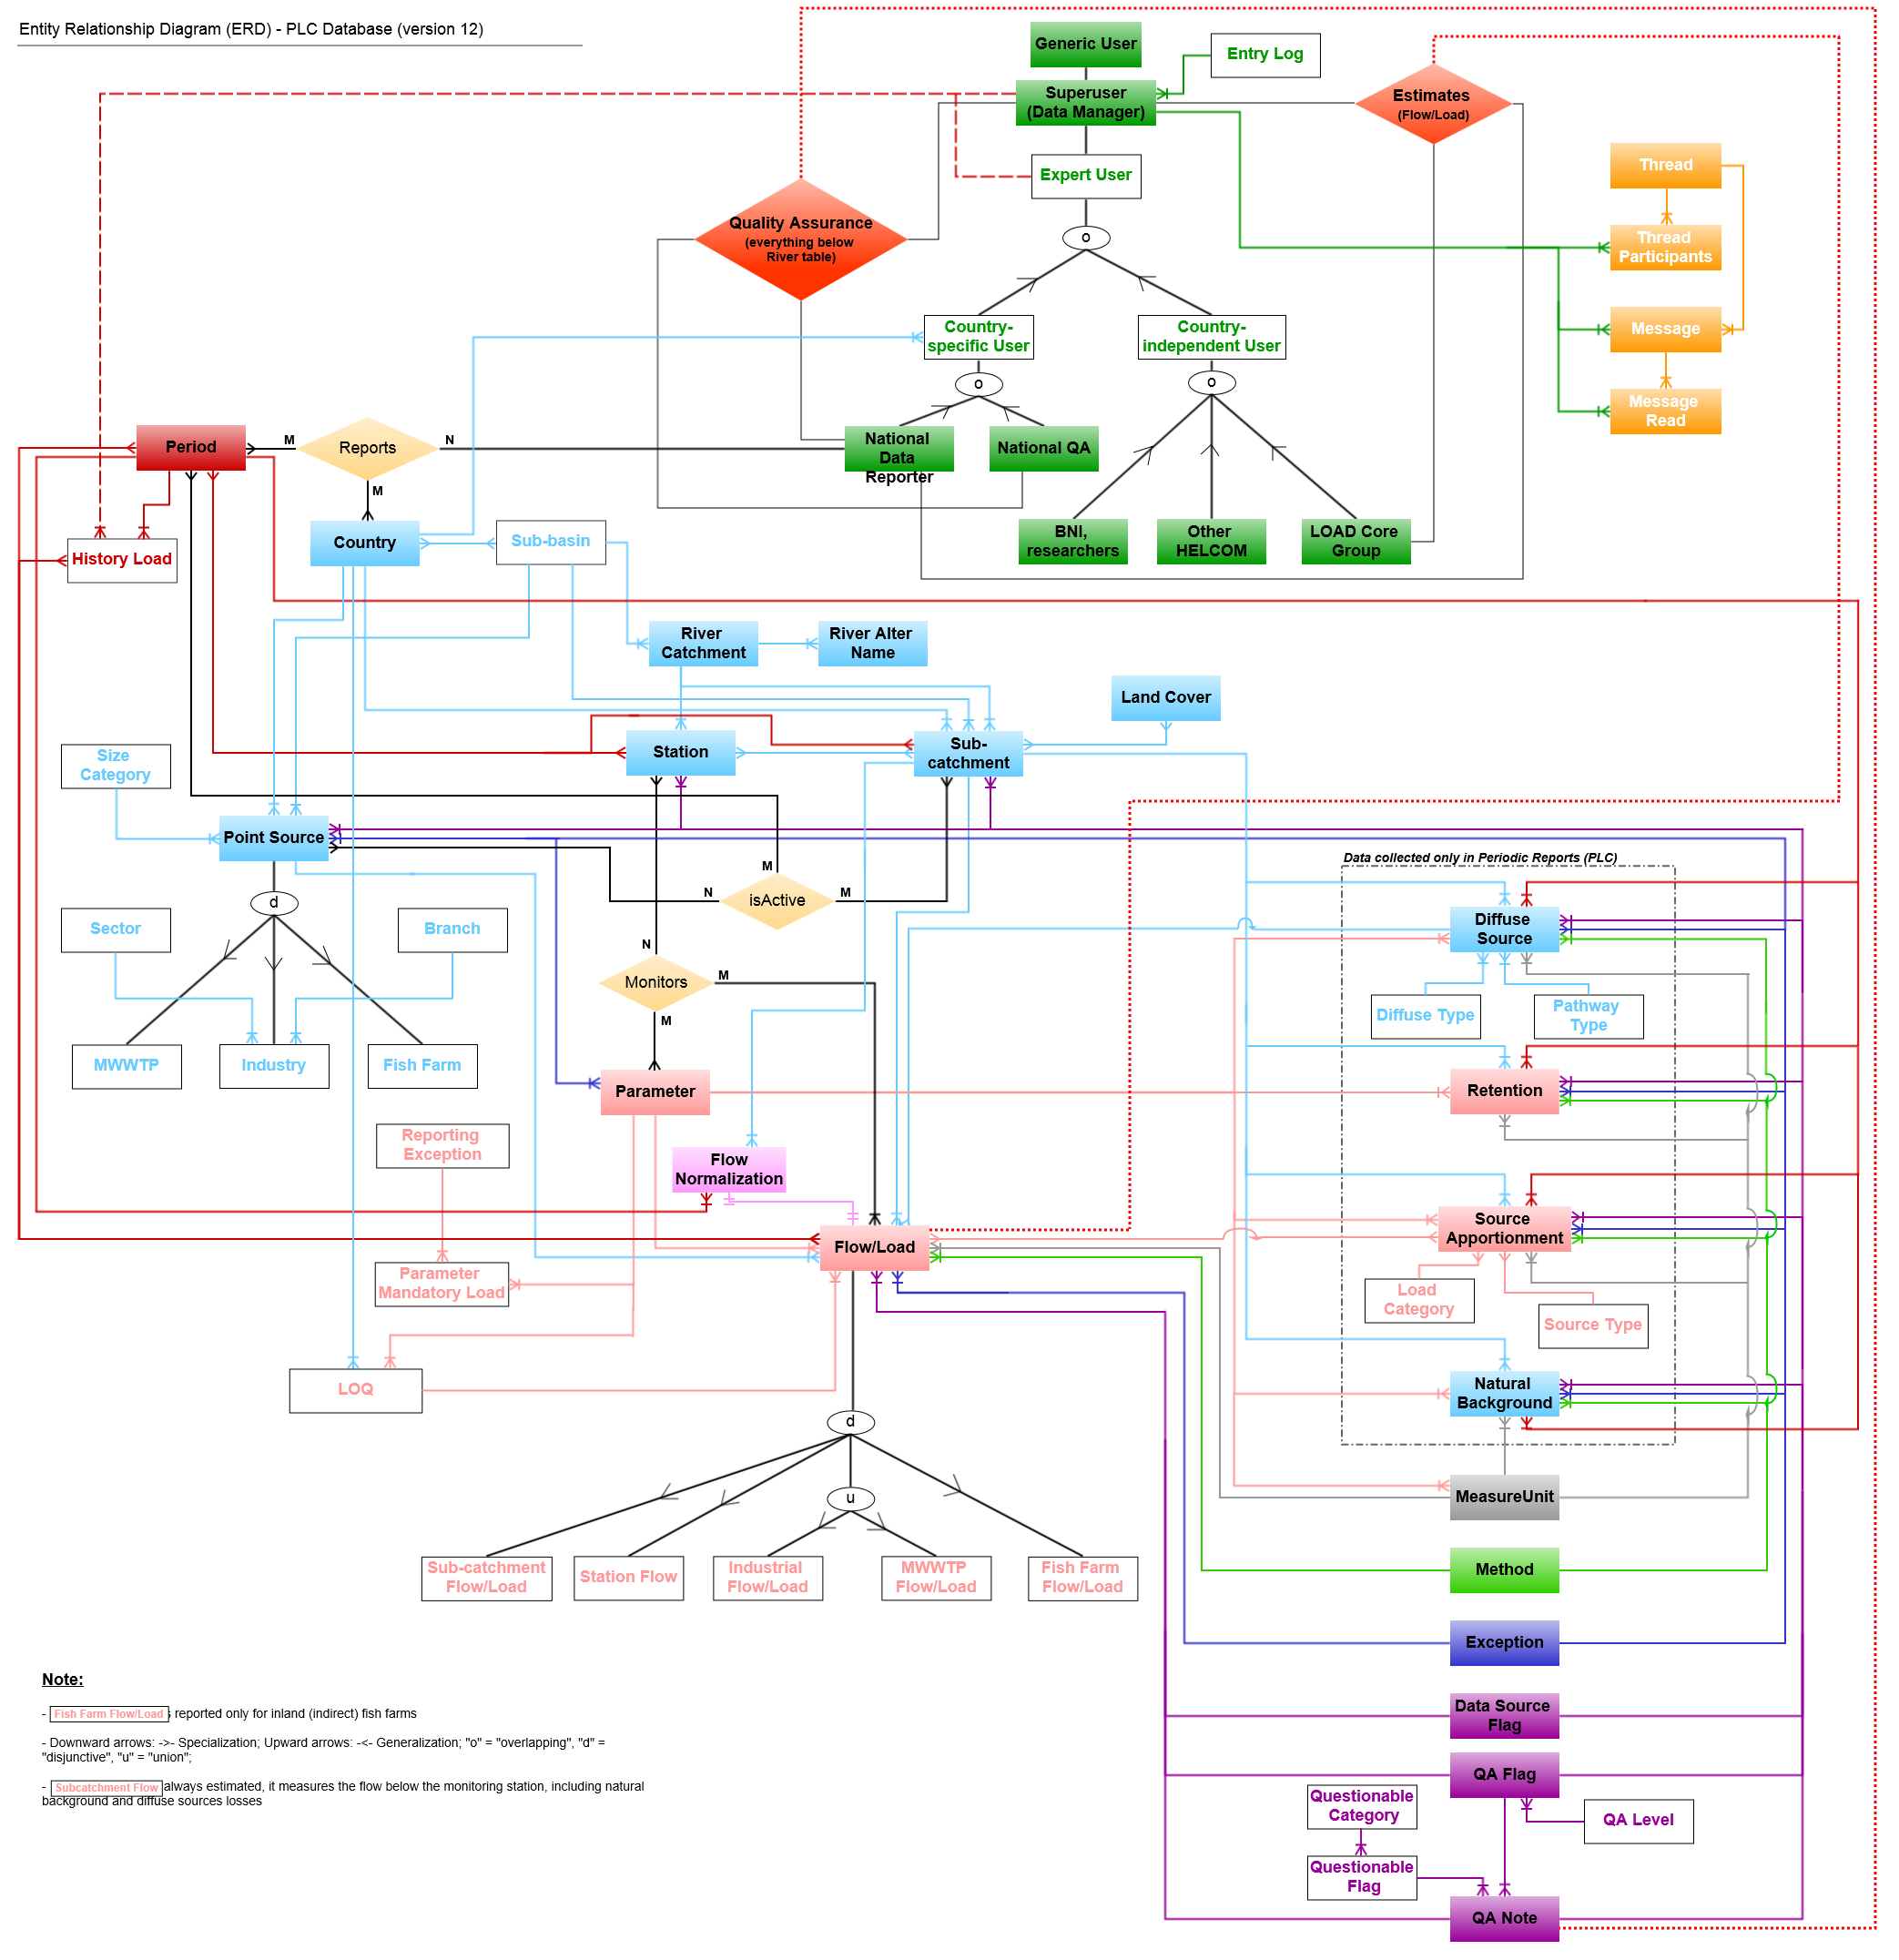 Entity Relationship Diagram (ERD) - PLC Database (version 12)
Generic User
Entry Log
Superuser
(Data Manager)
Estimates
(Flow/Load)
Expert User
Thread
Quality Assurance
(everything below
River table)
o
Thread
Participants
Country-
specific User
Country-
independent User
Message
o
o
Message
Read
Period
M
Reports
N
National
Data
Reporter
National QA
M
Country
Sub-basin
BNI,
researchers
Other
HELCOM
LOAD Core
Group
History Load
River
Catchment
River Alter
Name
Land Cover
Size
Category
Station
Sub-
catchment
Point Source
Data collected only in Periodic Reports (PLC)
M
N
isActive
M
d
Sector
Branch
Diffuse
Source
N
Monitors
M
M
Diffuse Type
Pathway
Type
MWWTP
Industry
Fish Farm
Parameter
Retention
Reporting
Exception
Flow
Normalization
Source
Apportionment
Flow/Load
Parameter
Mandatory Load
Load
Category
Source Type
LOQ
Natural
Background
d
u
MeasureUnit
Sub-catchment
Flow/Load
Station Flow
Industrial
Flow/Load
MWWTP
Flow/Load
Fish Farm
Flow/Load
Method
Exception
Note:
- Fish Farm Flow/Load s reported only for inland (indirect) fish farms
- Downward arrows: ->- Specialization; Upward arrows: -<- Generalization; "o" = "overlapping", "d" =
"disjunctive", "u" = "union";
- Subcatchment Flow always estimated, it measures the flow below the monitoring station, including natural
background and diffuse sources losses
Data Source
Flag
QA Flag
Questionable
Category
QA Level
Questionable
Flag
QA Note